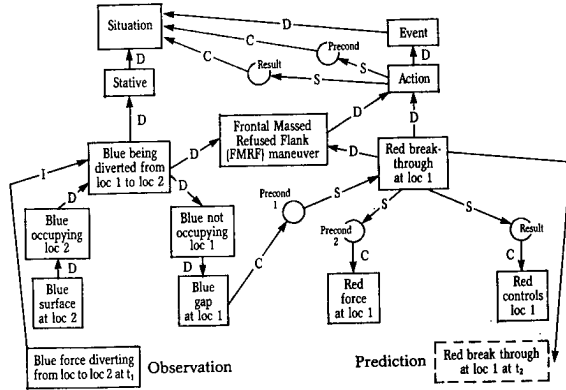 Situation
D
Event
C
Precond
D
C
Result
S
S
Action
D
Stative
D
D
D
Blue being
diverted from
loc 1 to loc 2
D
Frontal Massed
Refused Flank
(FMRF) maneuver
D
Red break-
through
at loc 1
I
D
D
Precond
1
S
S
S
Blue
occupying
loc 2
Blue not
occupying
loc 1
Precond
2
Result
D
D
C
C
C
Blue
surface
at loc 2
Blue
gap
at loc 1
Red
force at
loc 1
Red
controls
loc 1
Blue force diverting
from loc to loc 2 at t₁
Observation
Prediction
Red break through
at loc 1 at t₂